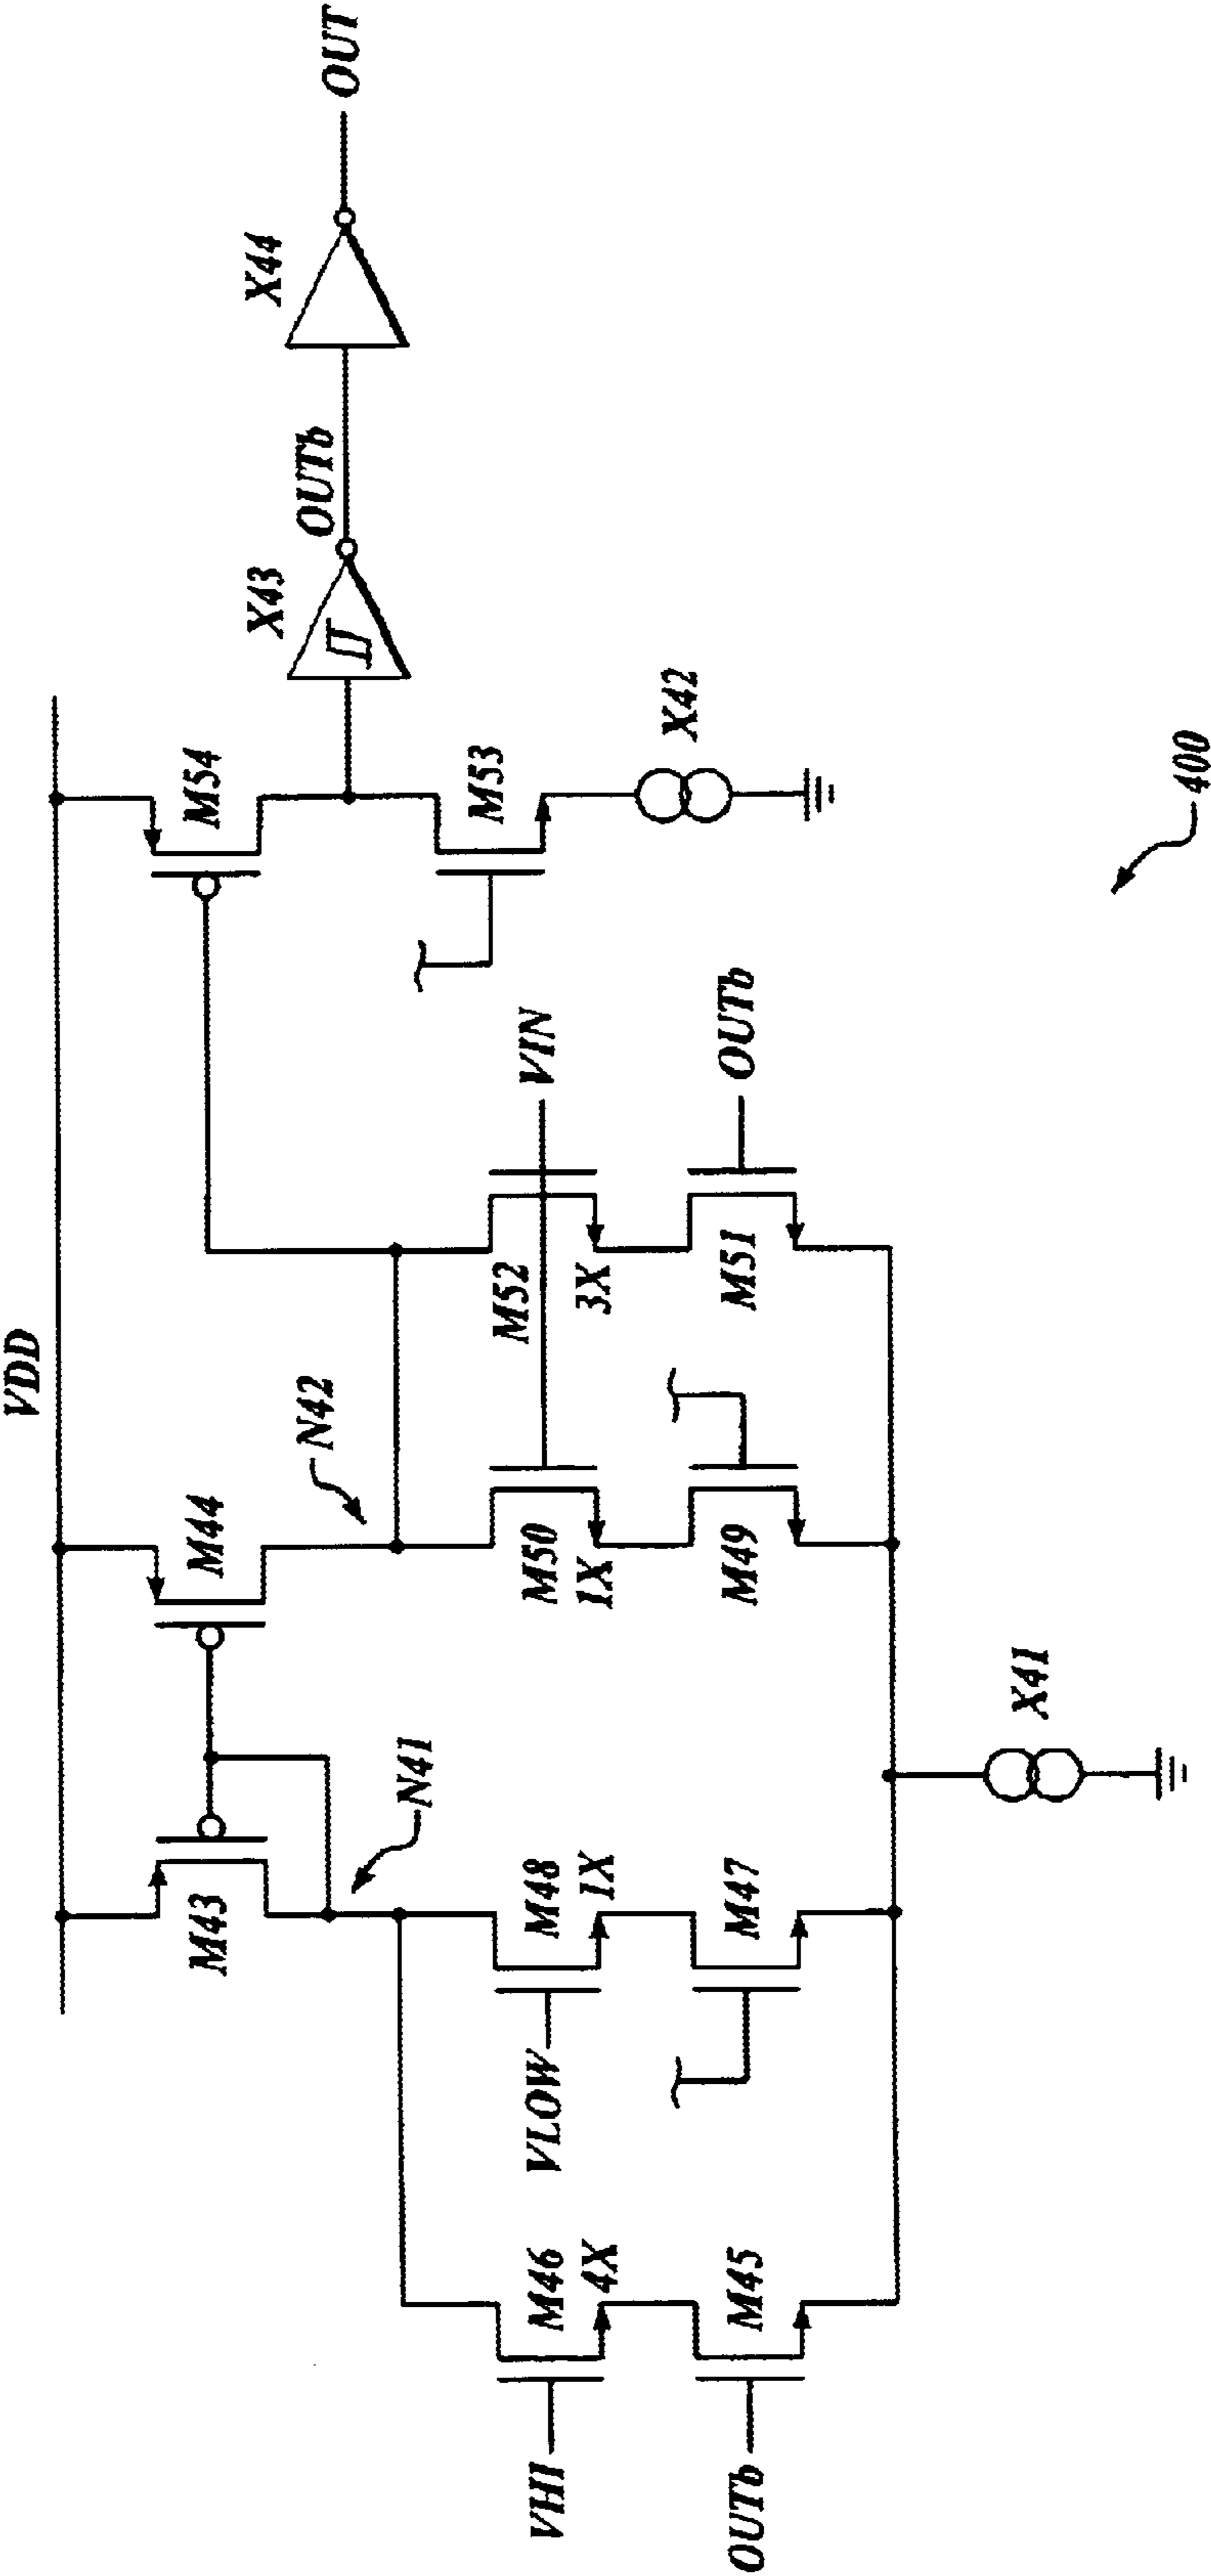 VDD
M43
M44
M54
X43
X44
OUTb
OUT
N41
N42
VHI
M46
4X
VLOW
M48
1X
M50
1X
M52
3X
VIN
M53
OUTb
M45
M47
M49
M51
OUTb
X42
X41
400